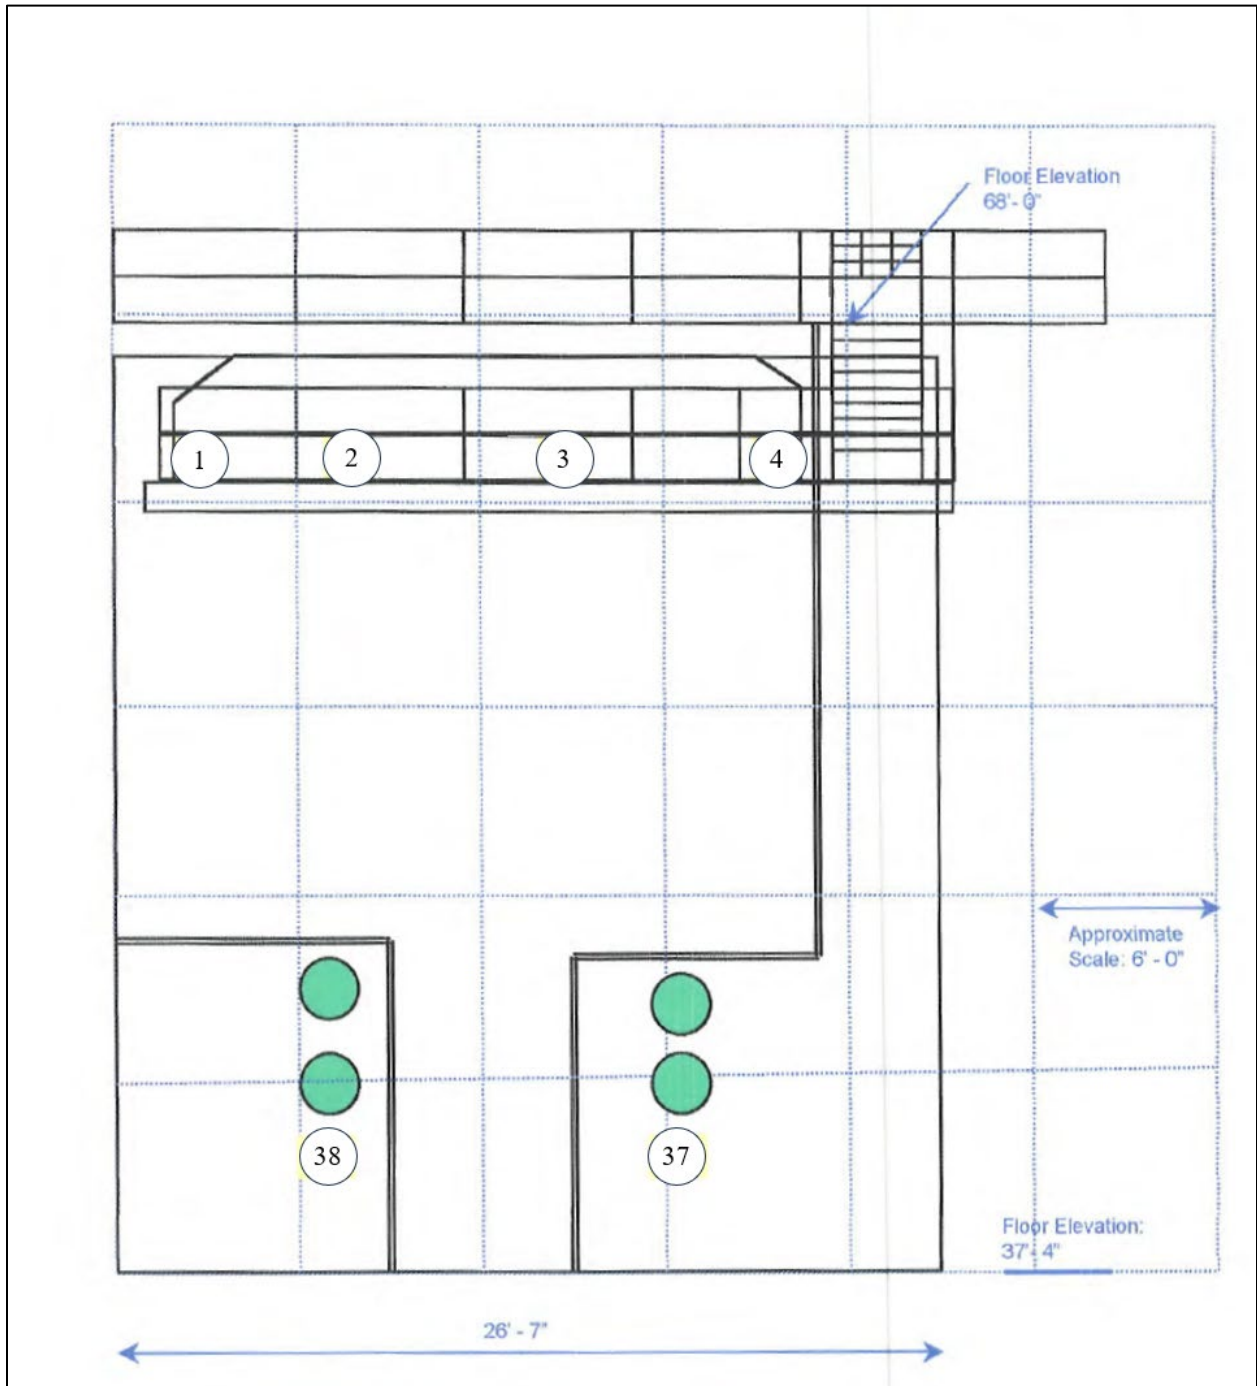 Floor Elevation
68'- 0"
1
2
3
4
Approximate
Scale: 6' - 0"
38
37
Floor Elevation:
37'- 4"
26' - 7"